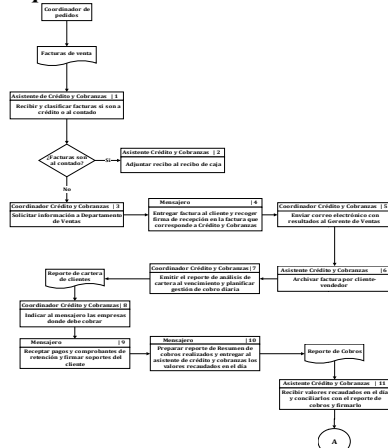 Coordinador de
pedidos
Facturas de venta
Asistente de Crédito y Cobranzas | 1
Recibir y clasificar facturas si son a
crédito o al contado
¿Facturas son
al contado?
Si
Asistente Crédito y Cobranzas | 2
Adjuntar recibo al recibo de caja
No
Coordinador Crédito y Cobranzas | 3
Solicitar información a Departamento
de Ventas
Mensajero | 4
Entregar factura al cliente y recoger
firma de recepción en la factura que
corresponde a Crédito y Cobranzas
Coordinador Crédito y Cobranzas | 5
Enviar correo electrónico con
resultados al Gerente de Ventas
Asistente Crédito y Cobranzas | 6
Archivar factura por cliente-
vendedor
Coordinador Crédito y Cobranzas | 7
Emitir el reporte de análisis de
cartera al vencimiento y planificar
gestión de cobro diaria
Reporte de cartera
de clientes
Coordinador Crédito y Cobranzas | 8
Indicar al mensajero las empresas
donde debe cobrar
Mensajero | 9
Receptar pagos y comprobantes de
retención y firmar soportes del
cliente
Mensajero | 10
Preparar reporte de Resumen de
cobros realizados y entregar al
asistente de crédito y cobranzas los
valores recaudados en el día
Reporte de Cobros
Asistente Crédito y Cobranzas | 11
Recibir valores recaudados en el día
y conciliarlos con el reporte de
cobros y firmarlo
A